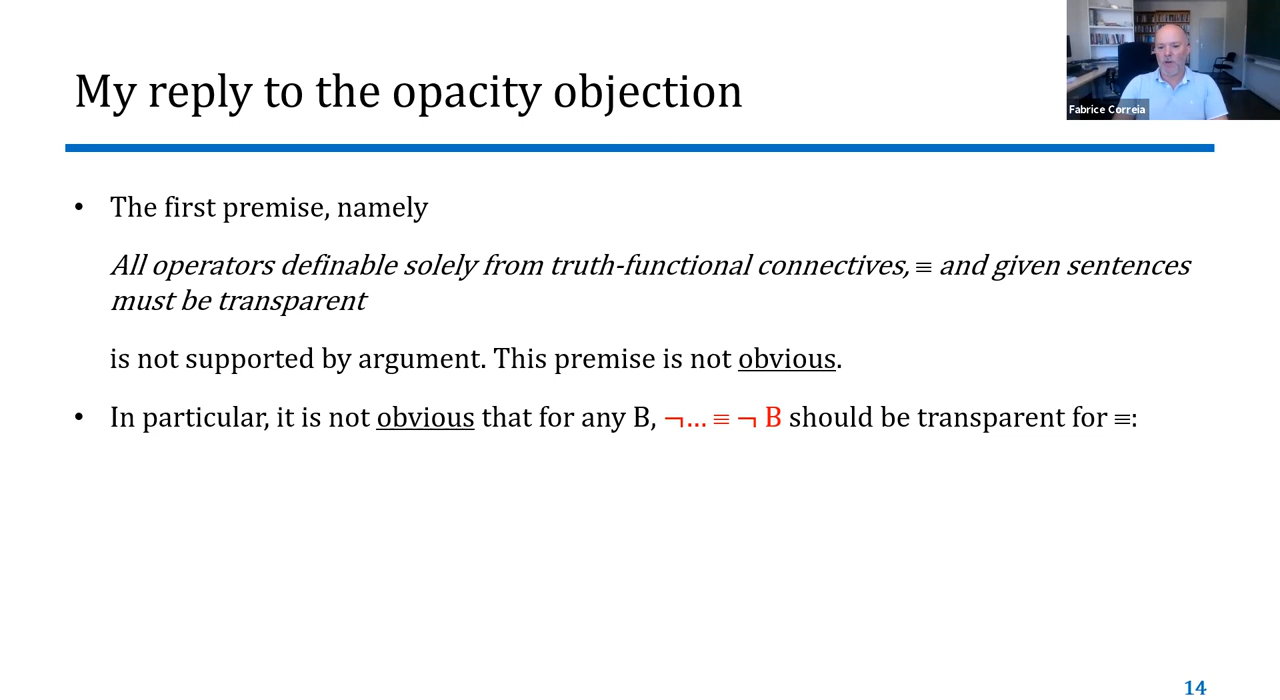 My reply to the opacity objection
Fabrice Correia
• The first premise, namely
All operators definable solely from truth-functional connectives, ≡ and given sentences
must be transparent
is not supported by argument. This premise is not obvious.
• In particular, it is not obvious that for any B, ¬… ≡ ¬ B should be transparent for ≡:
14